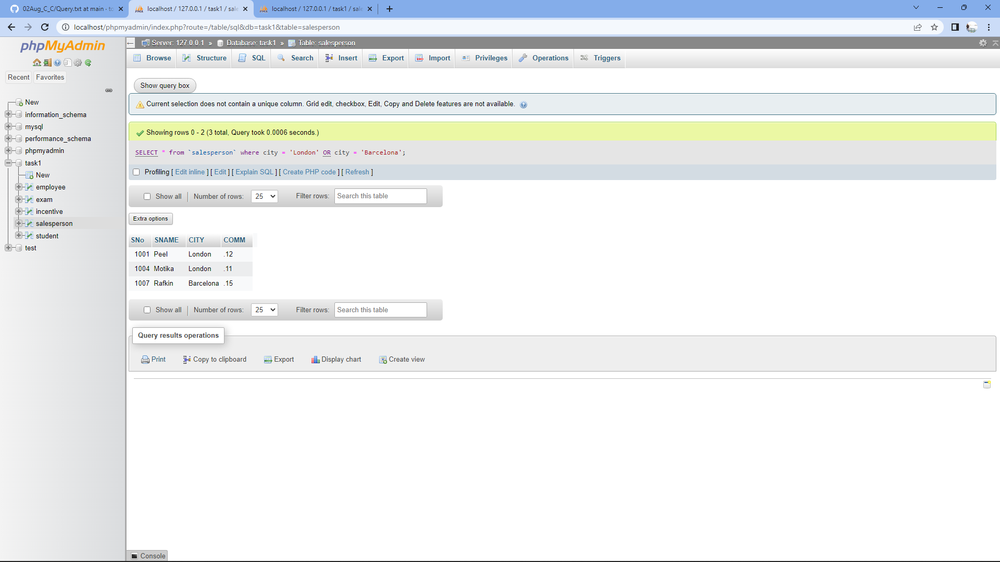 02Aug_C_C/Query.txt at main · to
localhost / 127.0.0.1 / task1 / sale
localhost / 127.0.0.1 / task1 / sale
localhost/phpmyadmin/index.php?route=/table/sql&db=task1&table=salesperson
phpMyAdmin
Recent
Favorites
New
information_schema
mysql
performance_schema
phpmyadmin
task1
New
employee
exam
incentive
salesperson
student
test
Server: 127.0.0.1 » Database: task1 » Table: salesperson
Browse Structure SQL Search Insert Export Import Privileges Operations Triggers
Show query box
Current selection does not contain a unique column. Grid edit, checkbox, Edit, Copy and Delete features are not available.
Showing rows 0 - 2 (3 total, Query took 0.0006 seconds.)
SELECT * from `salesperson` where city = 'London' OR city = 'Barcelona';
Profiling [ Edit inline ] [ Edit ] [ Explain SQL ] [ Create PHP code ] [ Refresh ]
Show all Number of rows: 25 Filter rows: Search this table
Extra options
SNo SNAME CITY COMM
1001 Peel London .12
1004 Motika London .11
1007 Rafkin Barcelona .15
Show all Number of rows: 25 Filter rows: Search this table
Query results operations
Print Copy to clipboard Export Display chart Create view
Console